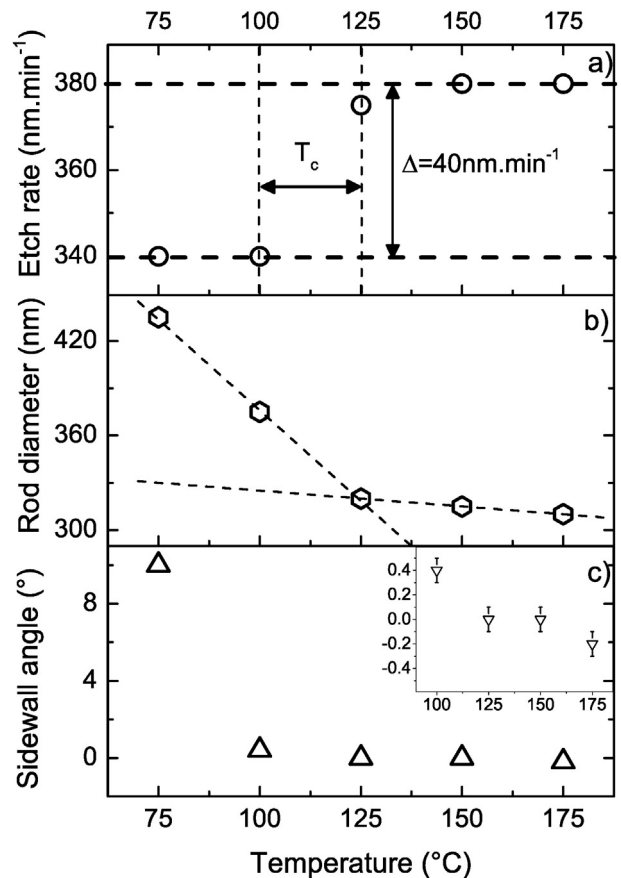 75 100 125 150 175
a)
380
360
340
Etch rate (nm.min⁻¹)
T_c
Δ=40nm.min⁻¹
b)
420
360
300
Rod diameter (nm)
c)
8
4
0
Sidewall angle (°)
0.4
0.2
0.0
-0.2
-0.4
100 125 150 175
75 100 125 150 175
Temperature (°C)